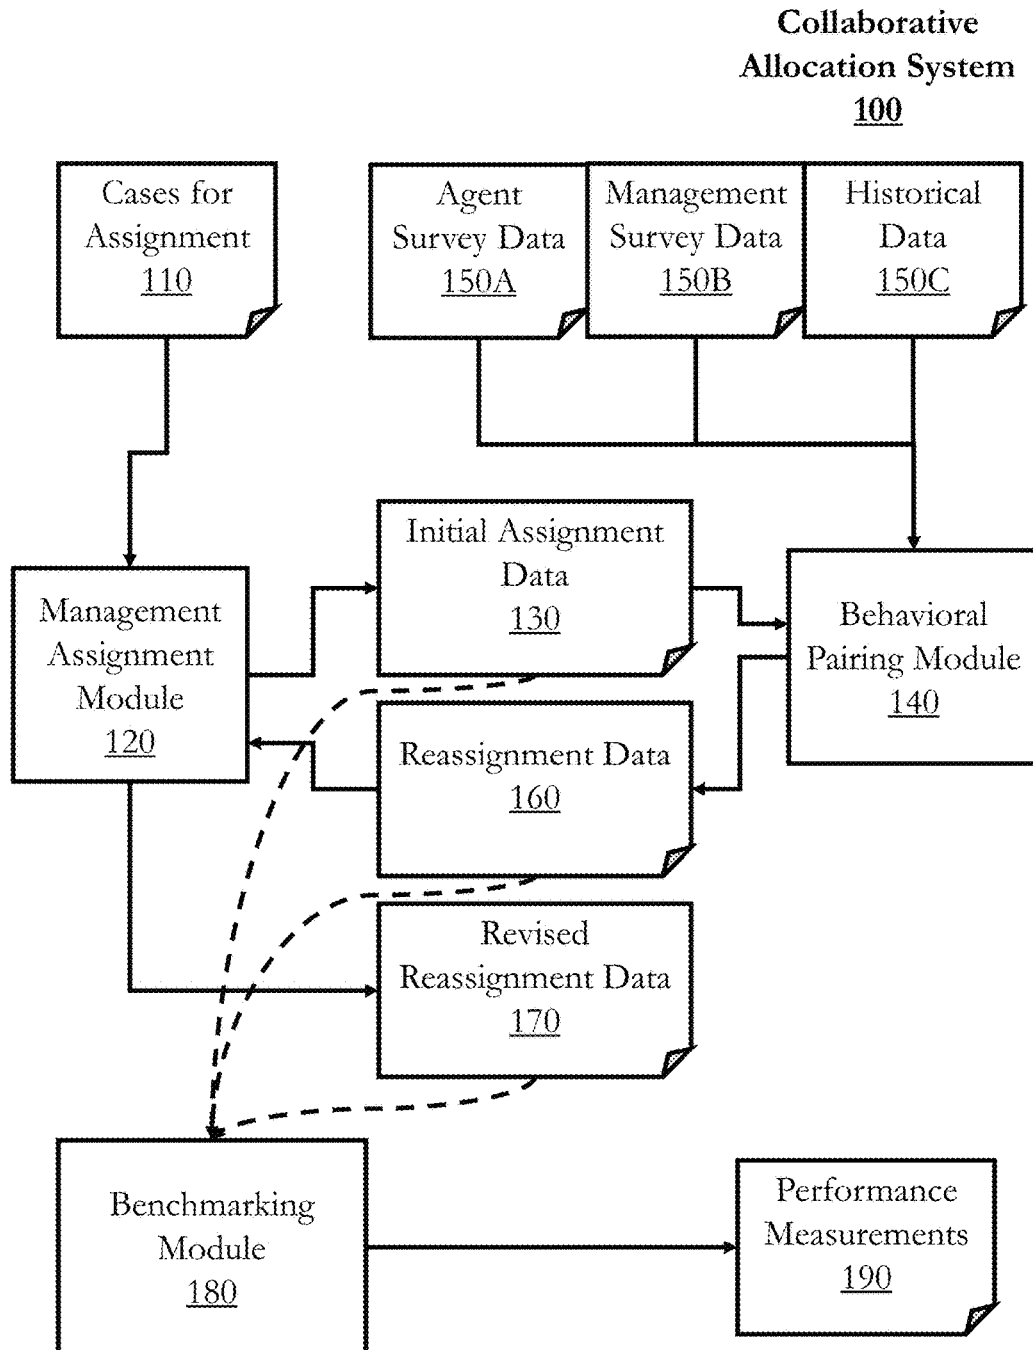 Collaborative
Allocation System
100
Cases for
Assignment
110
Agent
Survey Data
150A
Management
Survey Data
150B
Historical
Data
150C
Initial Assignment
Data
130
Management
Assignment
Module
120
Behavioral
Pairing Module
140
Reassignment Data
160
Revised
Reassignment Data
170
Benchmarking
Module
180
Performance
Measurements
190